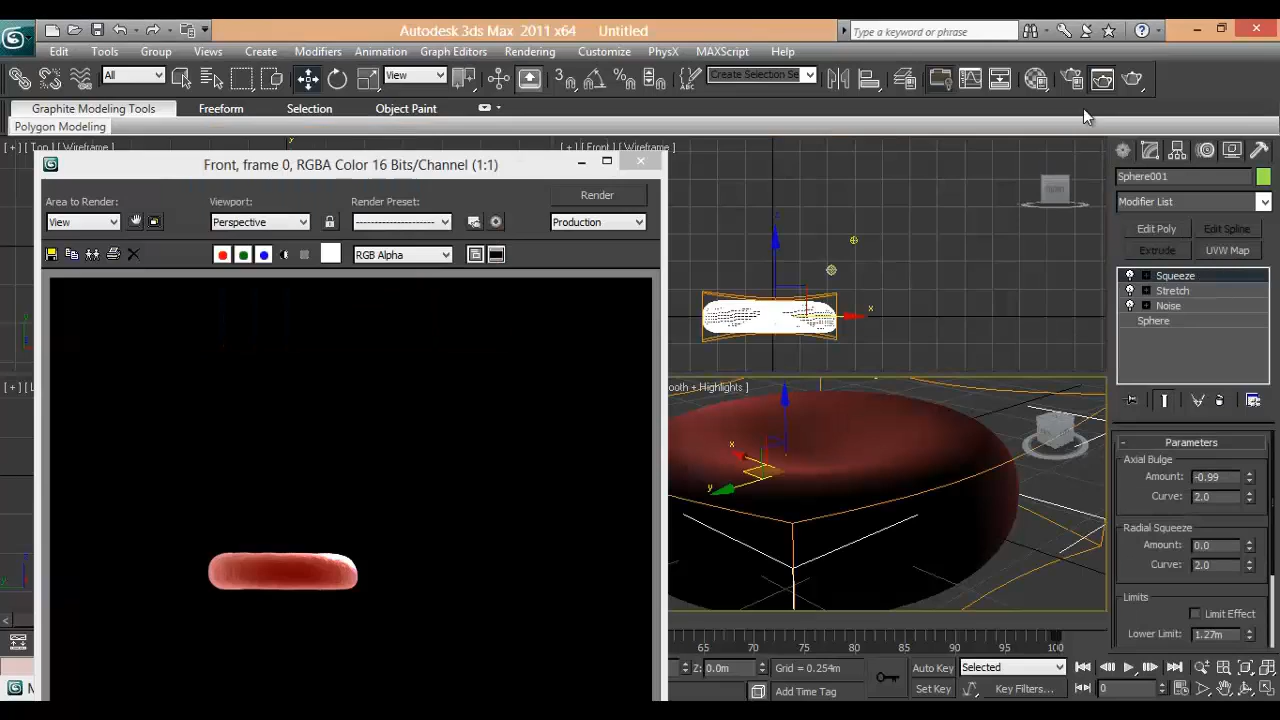 Autodesk 3ds Max 2011 x64 Untitled
Type a keyword or phrase
Edit Tools Group Views Create Modifiers Animation Graph Editors Rendering Customize PhysX MAXScript Help
All View Create Selection Se
Graphite Modeling Tools Freeform Selection Object Paint
Polygon Modeling
[ + ] [ Top ] [ Wireframe ] [ + ] [ Front ] [ Wireframe ]
Front, frame 0, RGBA Color 16 Bits/Channel (1:1)
Area to Render: Viewport: Render Preset: Render
View Perspective Production
RGB Alpha
Sphere001
Modifier List
Edit Poly Edit Spline
Extrude UVW Map
Squeeze
Stretch
Noise
Sphere
ooth + Highlights ]
Parameters
Axial Bulge
Amount: -0.99
Curve: 2.0
Radial Squeeze
Amount: 0.0
Curve: 2.0
Limits
Limit Effect
Lower Limit: 1.27m
65 70 75 80 85 90 95 100
Z: 0.0m Grid = 0.254m Auto Key Selected
Add Time Tag Set Key Key Filters... 0